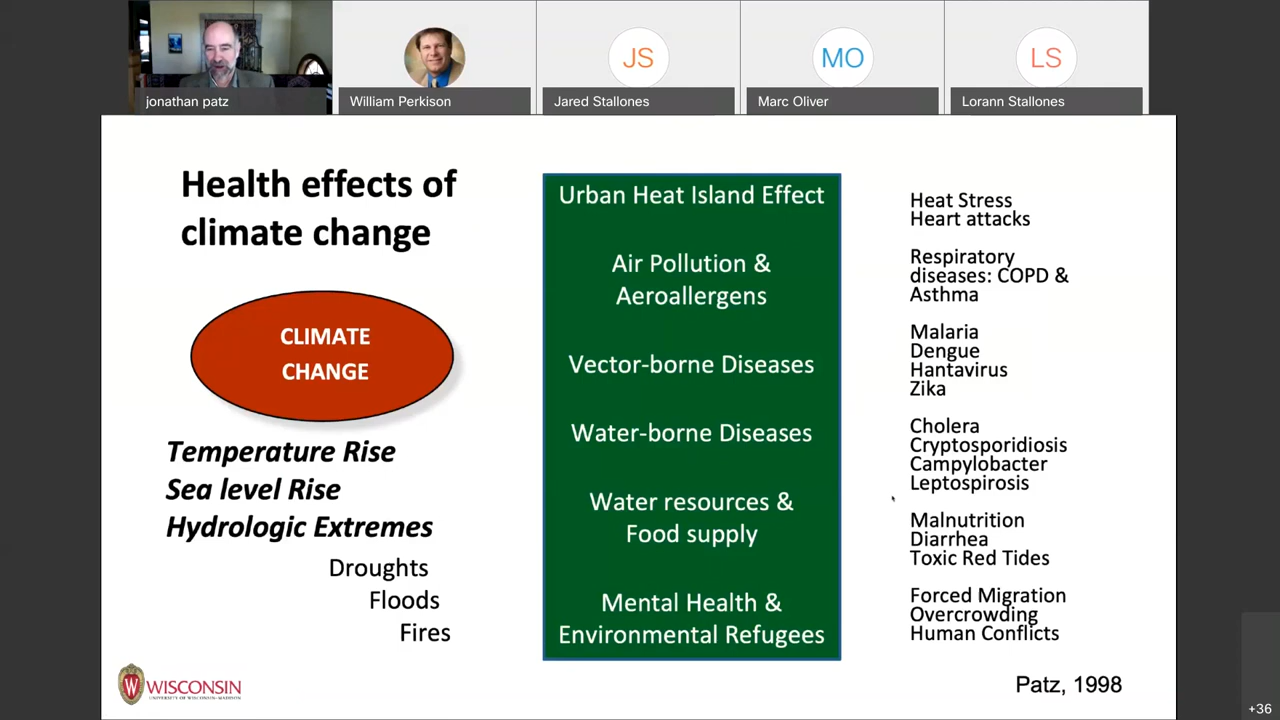 jonathan patz
William Perkison
JS
Jared Stallones
MO
Marc Oliver
LS
Lorann Stallones
Health effects of
climate change
CLIMATE
CHANGE
Temperature Rise
Sea level Rise
Hydrologic Extremes
Droughts
Floods
Fires
Urban Heat Island Effect
Air Pollution &
Aeroallergens
Vector-borne Diseases
Water-borne Diseases
Water resources &
Food supply
Mental Health &
Environmental Refugees
Heat Stress
Heart attacks
Respiratory
diseases: COPD &
Asthma
Malaria
Dengue
Hantavirus
Zika
Cholera
Cryptosporidiosis
Campylobacter
Leptospirosis
Malnutrition
Diarrhea
Toxic Red Tides
Forced Migration
Overcrowding
Human Conflicts
W
WISCONSIN
UNIVERSITY OF WISCONSIN-MADISON
Patz, 1998
+36